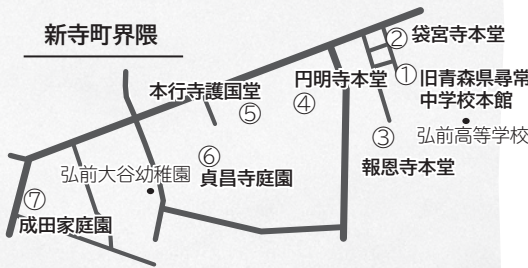 新寺町界隈
② 袋宮寺本堂
① 旧青森県尋常
中学校本館
弘前高等学校
円明寺本堂
④
本行寺護国堂
⑤
③
報恩寺本堂
⑥
貞昌寺庭園
弘前大谷幼稚園
⑦
成田家庭園